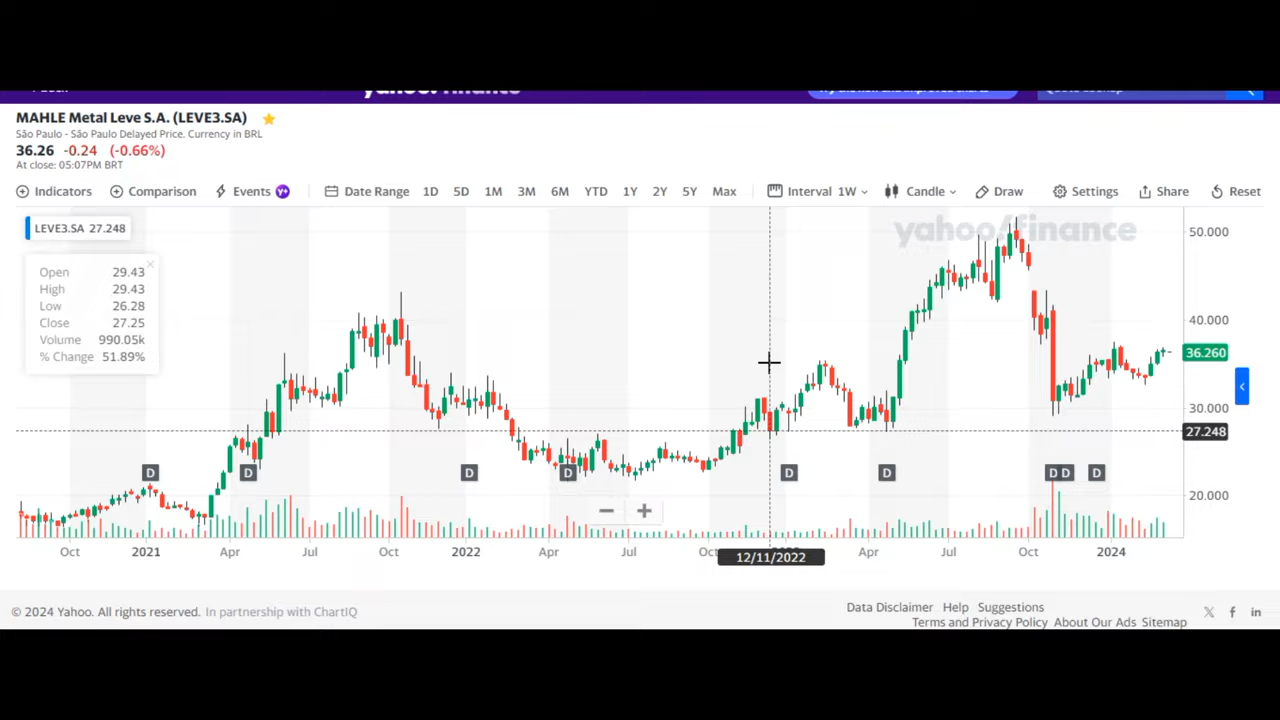 MAHLE Metal Leve S.A. (LEVE3.SA)
São Paulo - São Paulo Delayed Price. Currency in BRL
36.26 -0.24 (-0.66%)
At close: 05:07PM BRT
Indicators Comparison Events Y+ Date Range 1D 5D 1M 3M 6M YTD 1Y 2Y 5Y Max Interval 1W Candle Draw Settings Share Reset
LEVE3.SA 27.248
yahoo/finance
50.000
Open 29.43
High 29.43
Low 26.28
Close 27.25
Volume 990.05k
% Change 51.89%
40.000
36.260
30.000
27.248
D D D D D D D D D
20.000
Oct 2021 Apr Jul Oct 2022 Apr Jul Oct Apr Jul Oct 2024
12/11/2022
© 2024 Yahoo. All rights reserved. In partnership with ChartIQ
Data Disclaimer Help Suggestions
Terms and Privacy Policy About Our Ads Sitemap